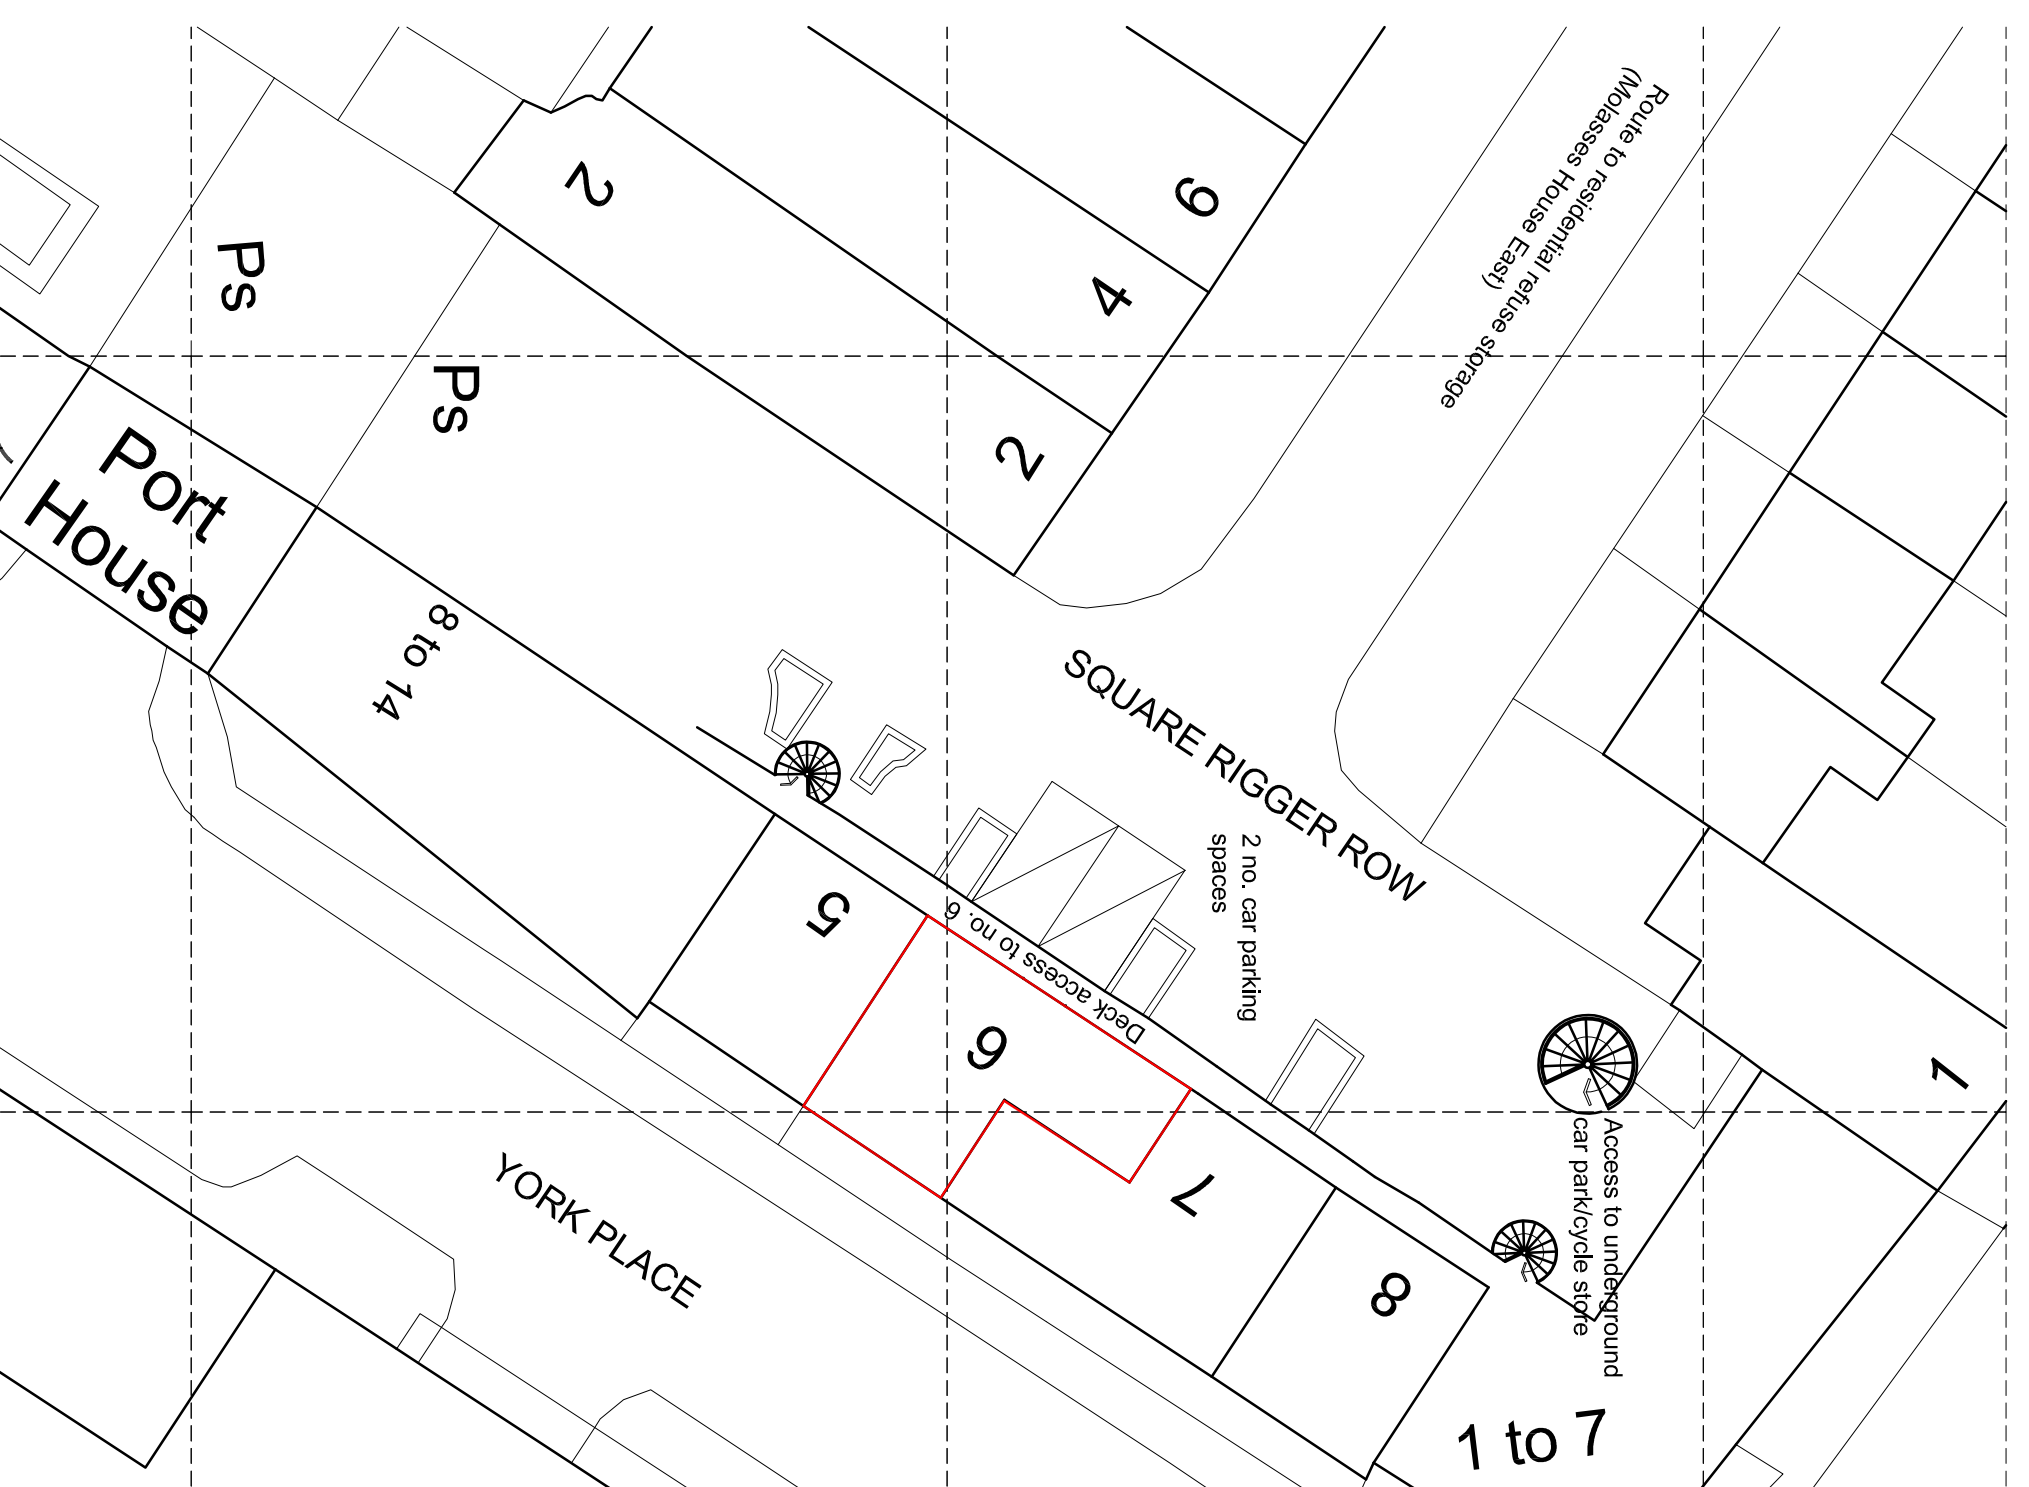 Route to residential refuse storage
(Molasses House East)
2
6
4
2
Ps
Ps
Port
House
8 to 14
SQUARE RIGGER ROW
2 no. car parking
spaces
5
Deck access to no. 6
6
7
8
1
Access to underground
car park/cycle store
YORK PLACE
1 to 7